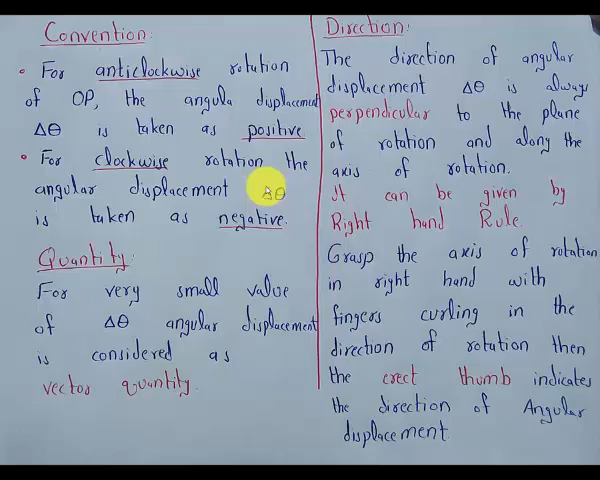 Convention:
• For anticlockwise rotation
of OP, the angula displacement
Δθ is taken as positive
• For clockwise rotation the
angular displacement Δθ
is taken as negative.
Quantity:
For very small value
of Δθ angular displacement
is considered as
vector quantity.
Direction:
The direction of angular
displacement Δθ is always
perpendicular to the plane
of rotation and along the
axis of rotation.
It can be given by
Right hand Rule.
Grasp the axis of rotation
in right hand with
fingers curling in the
direction of rotation then
the erect thumb indicates
the direction of Angular
displacement.